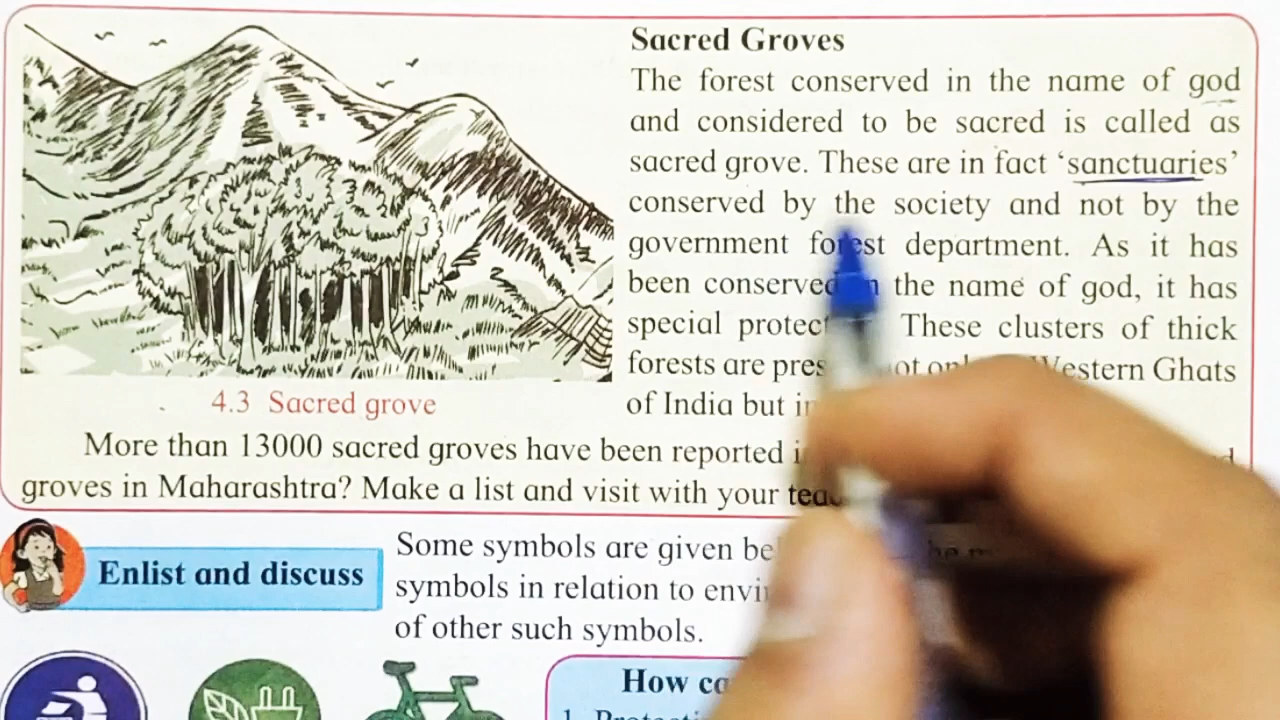 Sacred Groves
The forest conserved in the name of god
and considered to be sacred is called as
sacred grove. These are in fact ‘sanctuaries’
conserved by the society and not by the
government forest department. As it has
been conserved the name of god, it has
special These clusters of thick
forests are Western Ghats
of India but
4.3 Sacred grove
More than 13000 sacred groves have been reported
groves in Maharashtra? Make a list and visit with your
Enlist and discuss
Some symbols are given
symbols in relation to
of other such symbols.
How
1.